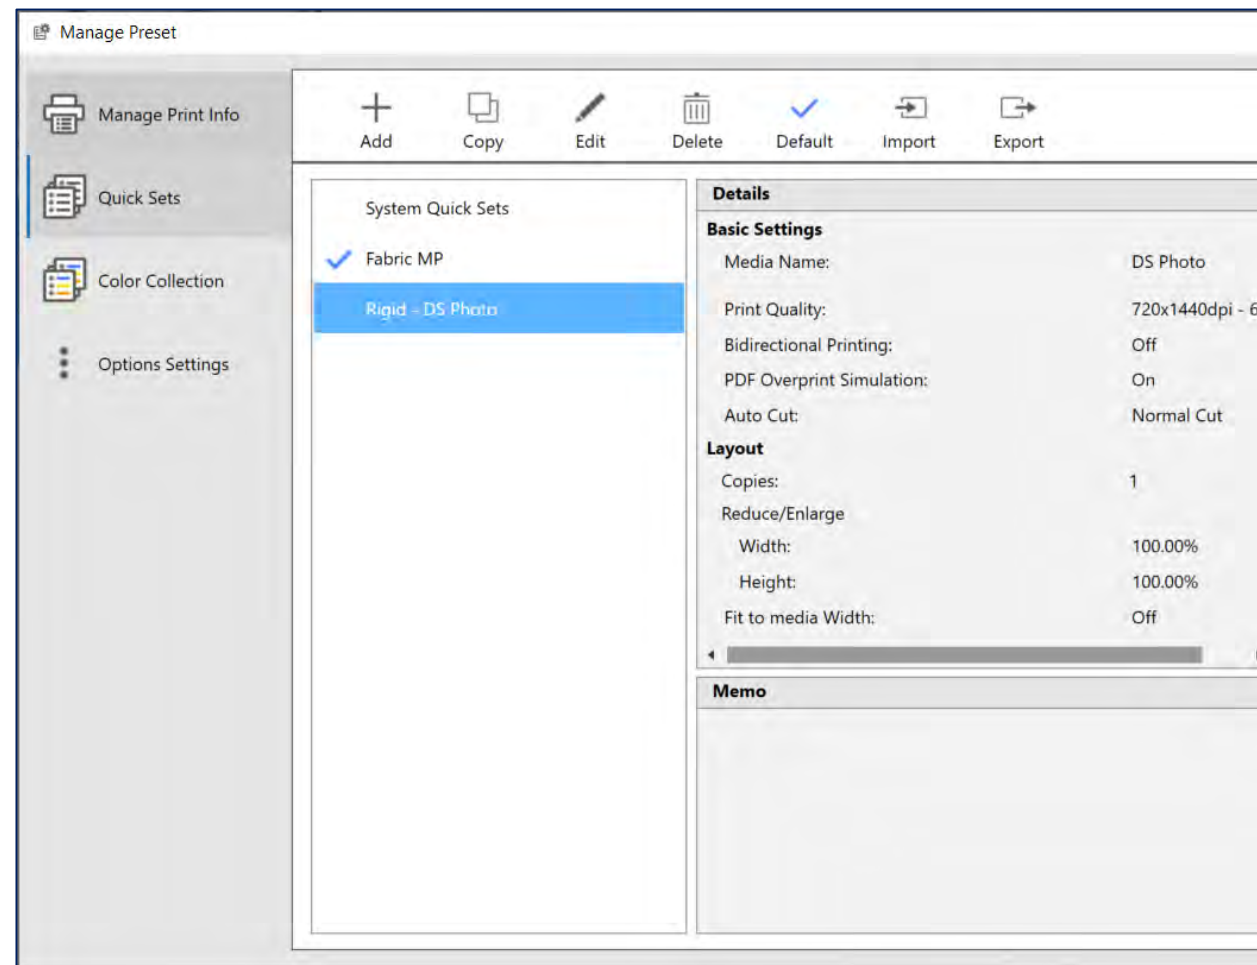 Manage Preset
Manage Print Info
Quick Sets
Color Collection
Options Settings
Add Copy Edit Delete Default Import Export
System Quick Sets
Fabric MP
Rigid - DS Photo
Details
Basic Settings
Media Name: DS Photo
Print Quality: 720x1440dpi - 6
Bidirectional Printing: Off
PDF Overprint Simulation: On
Auto Cut: Normal Cut
Layout
Copies: 1
Reduce/Enlarge
Width: 100.00%
Height: 100.00%
Fit to media Width: Off
Memo